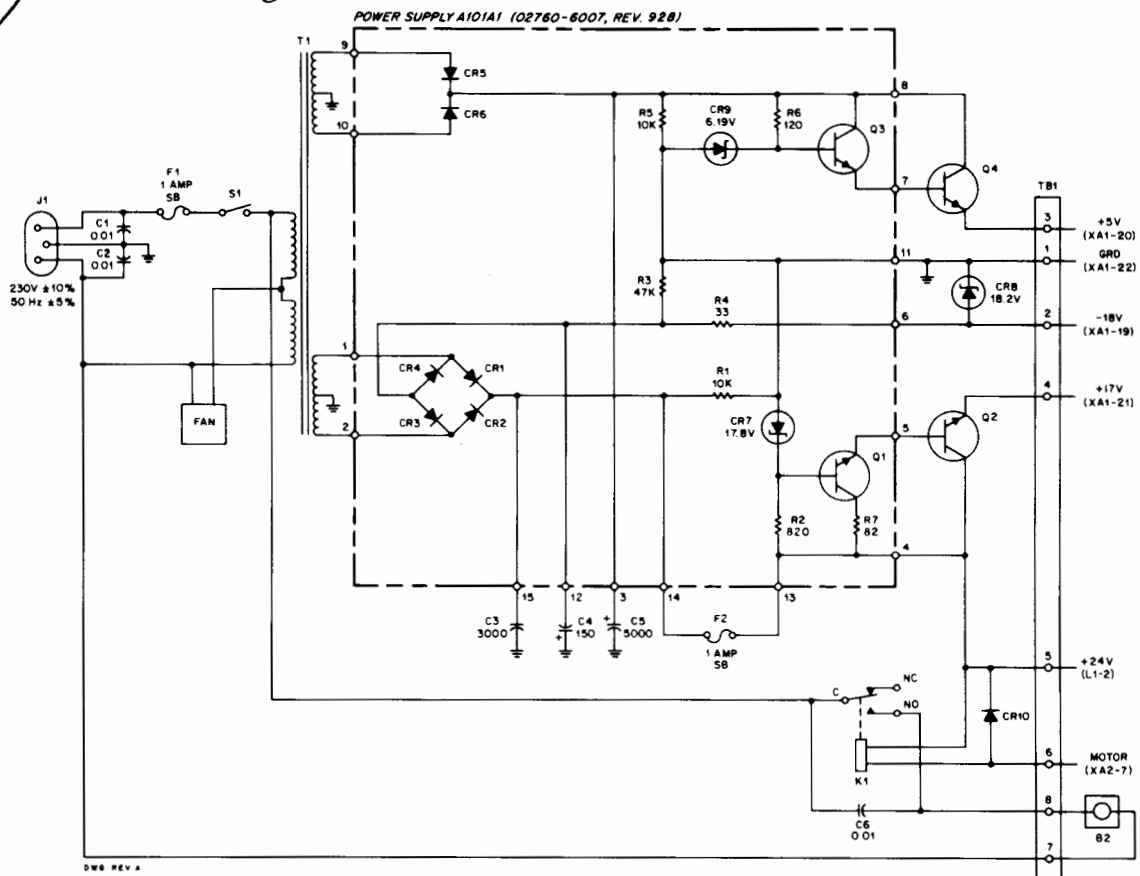 POWER SUPPLY A101A1 (02760-6007, REV. 928)
T1
9
10
1
2
CR5
CR6
R5
10K
CR9
6.19V
R6
120
Q3
8
7
Q4
TB1
3
+5V
(XA1-20)
1
GRD
(XA1-22)
11
CR8
18.2V
R3
47K
R4
33
6
2
-18V
(XA1-19)
J1
230V ±10%
50 Hz ±5%
C1
0.01
C2
0.01
F1
1 AMP
SB
S1
FAN
CR4
CR1
CR3
CR2
R1
10K
CR7
17.8V
4
+17V
(XA1-21)
5
Q2
Q1
R2
820
R7
82
4
15
12
3
14
13
C3
3000
C4
+ 150
+ C5
5000
F2
1 AMP
SB
5
+24V
(L1-2)
C
NC
NO
K1
CR10
6
MOTOR
(XA2-7)
C6
0.01
8
B2
7
DWG REV A